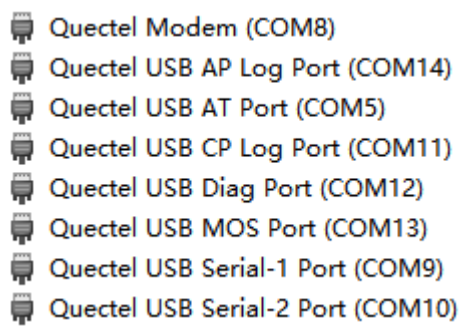 Quectel Modem (COM8)
Quectel USB AP Log Port (COM14)
Quectel USB AT Port (COM5)
Quectel USB CP Log Port (COM11)
Quectel USB Diag Port (COM12)
Quectel USB MOS Port (COM13)
Quectel USB Serial-1 Port (COM9)
Quectel USB Serial-2 Port (COM10)